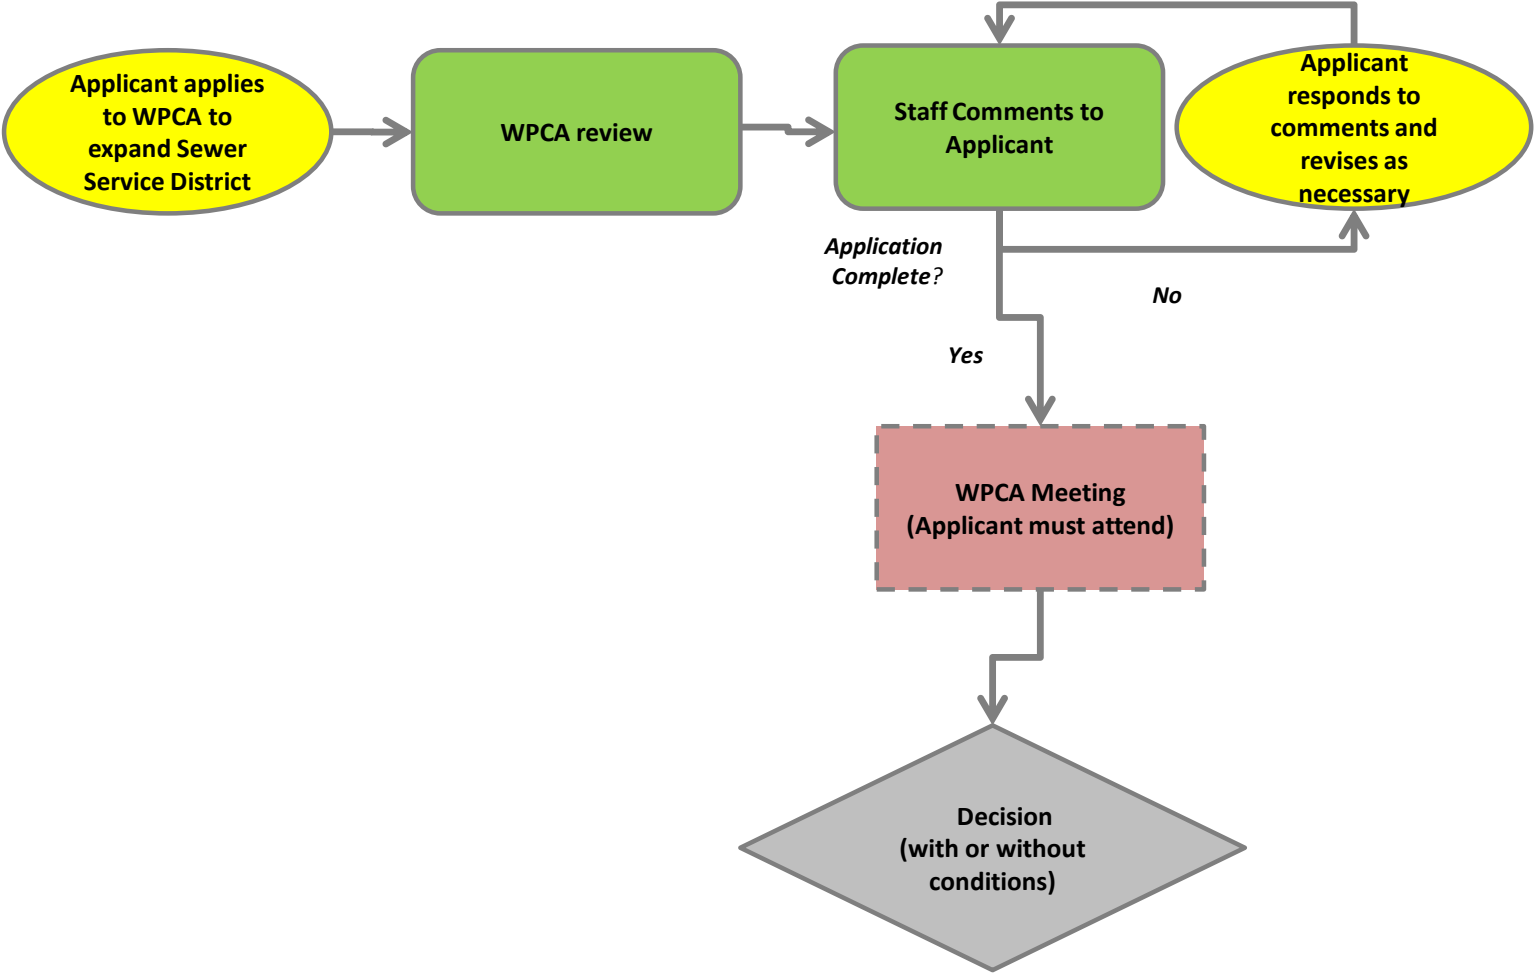 Applicant applies
to WPCA to
expand Sewer
Service District
WPCA review
Staff Comments to
Applicant
Applicant
responds to
comments and
revises as
necessary
Application
Complete?
No
Yes
WPCA Meeting
(Applicant must attend)
Decision
(with or without
conditions)